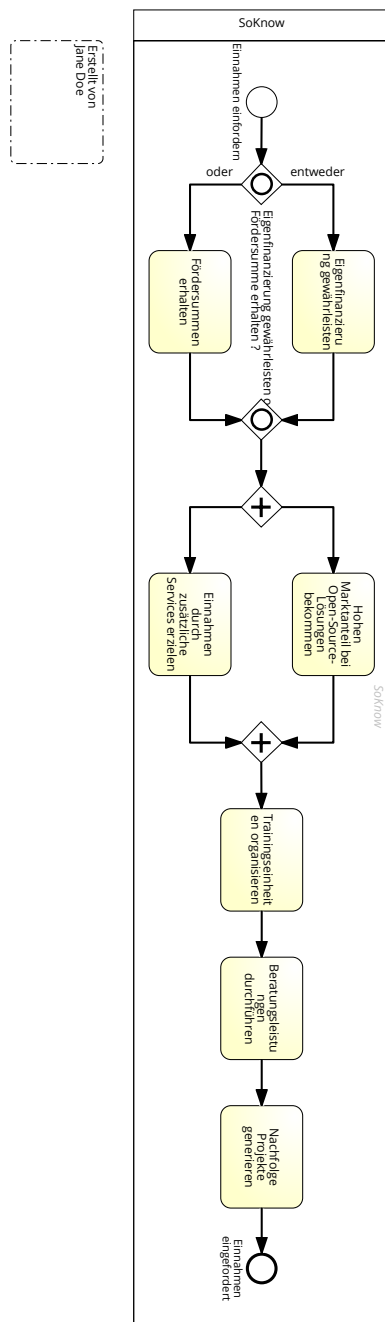 SoKnow
Erstellt von
Jane Doe
Einnahmen einfordern
entweder
oder
Eigenfinanzierung gewährleisten o
Fördersumme erhalten ?
Eigenfinanzieru
ng gewährleisten
Fördersummen
erhalten
Hohen
Marktanteil bei
Open-Source-
Lösungen
bekommen
Einnahmen
durch
zusätzliche
Services erzielen
SoKnow
Trainingseinheit
en organisieren
Beratungsleistu
ngen
durchführen
Nachfolge
Projekte
generieren
Einnahmen
eingefordert